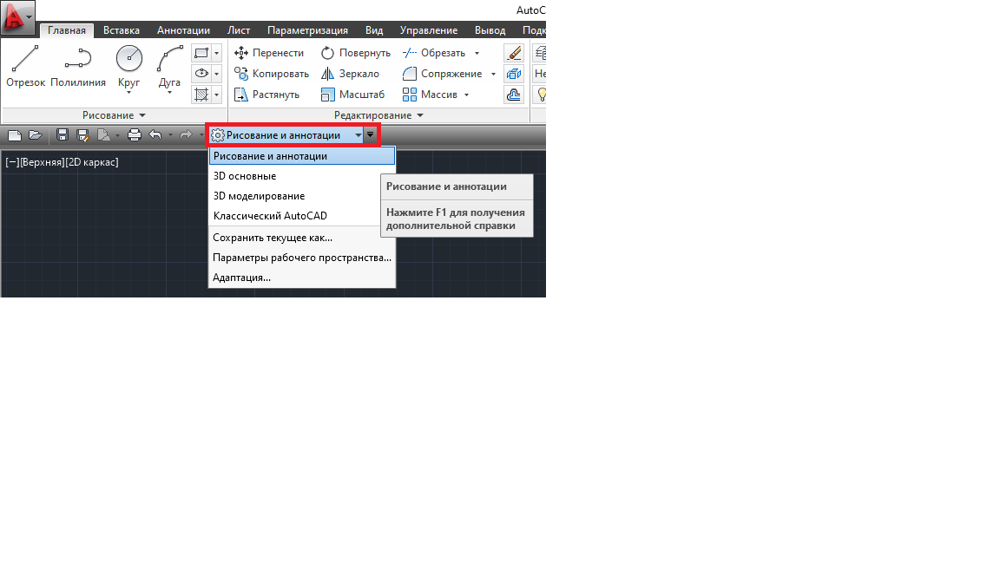 AutoC
Главная Вставка Аннотации Лист Параметризация Вид Управление Вывод Подк
Перенести Повернуть Обрезать
Копировать Зеркало Сопряжение Не
Отрезок Полилиния Круг Дуга
Растянуть Масштаб Массив
Рисование Редактирование
Рисование и аннотации
[−][Верхняя][2D каркас]
Рисование и аннотации
3D основные
3D моделирование
Классический AutoCAD
Сохранить текущее как...
Параметры рабочего пространства...
Адаптация...
Рисование и аннотации
Нажмите F1 для получения
дополнительной справки